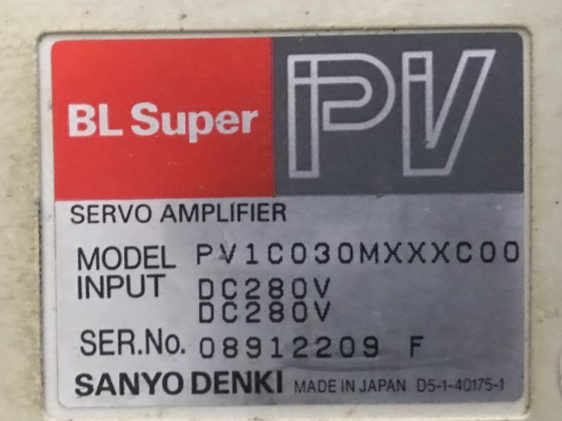 BL Super PV
SERVO AMPLIFIER
MODEL PV1C030MXXXC00
INPUT DC280V
DC280V
SER.No. 08912209 F
SANYO DENKI MADE IN JAPAN D5-1-40175-1